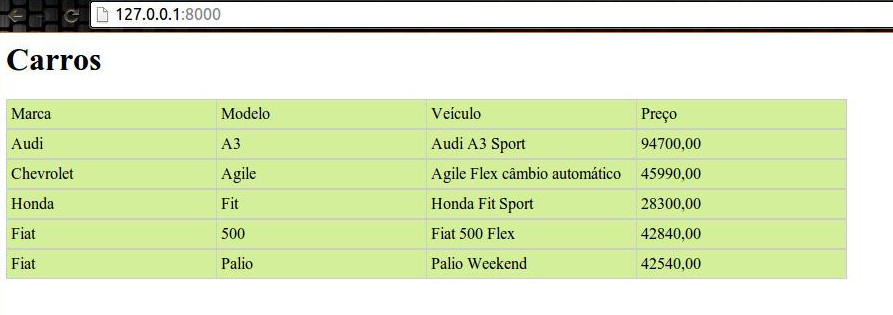 127.0.0.1:8000
Carros
Marca Modelo Veículo Preço
Audi A3 Audi A3 Sport 94700,00
Chevrolet Agile Agile Flex câmbio automático 45990,00
Honda Fit Honda Fit Sport 28300,00
Fiat 500 Fiat 500 Flex 42840,00
Fiat Palio Palio Weekend 42540,00